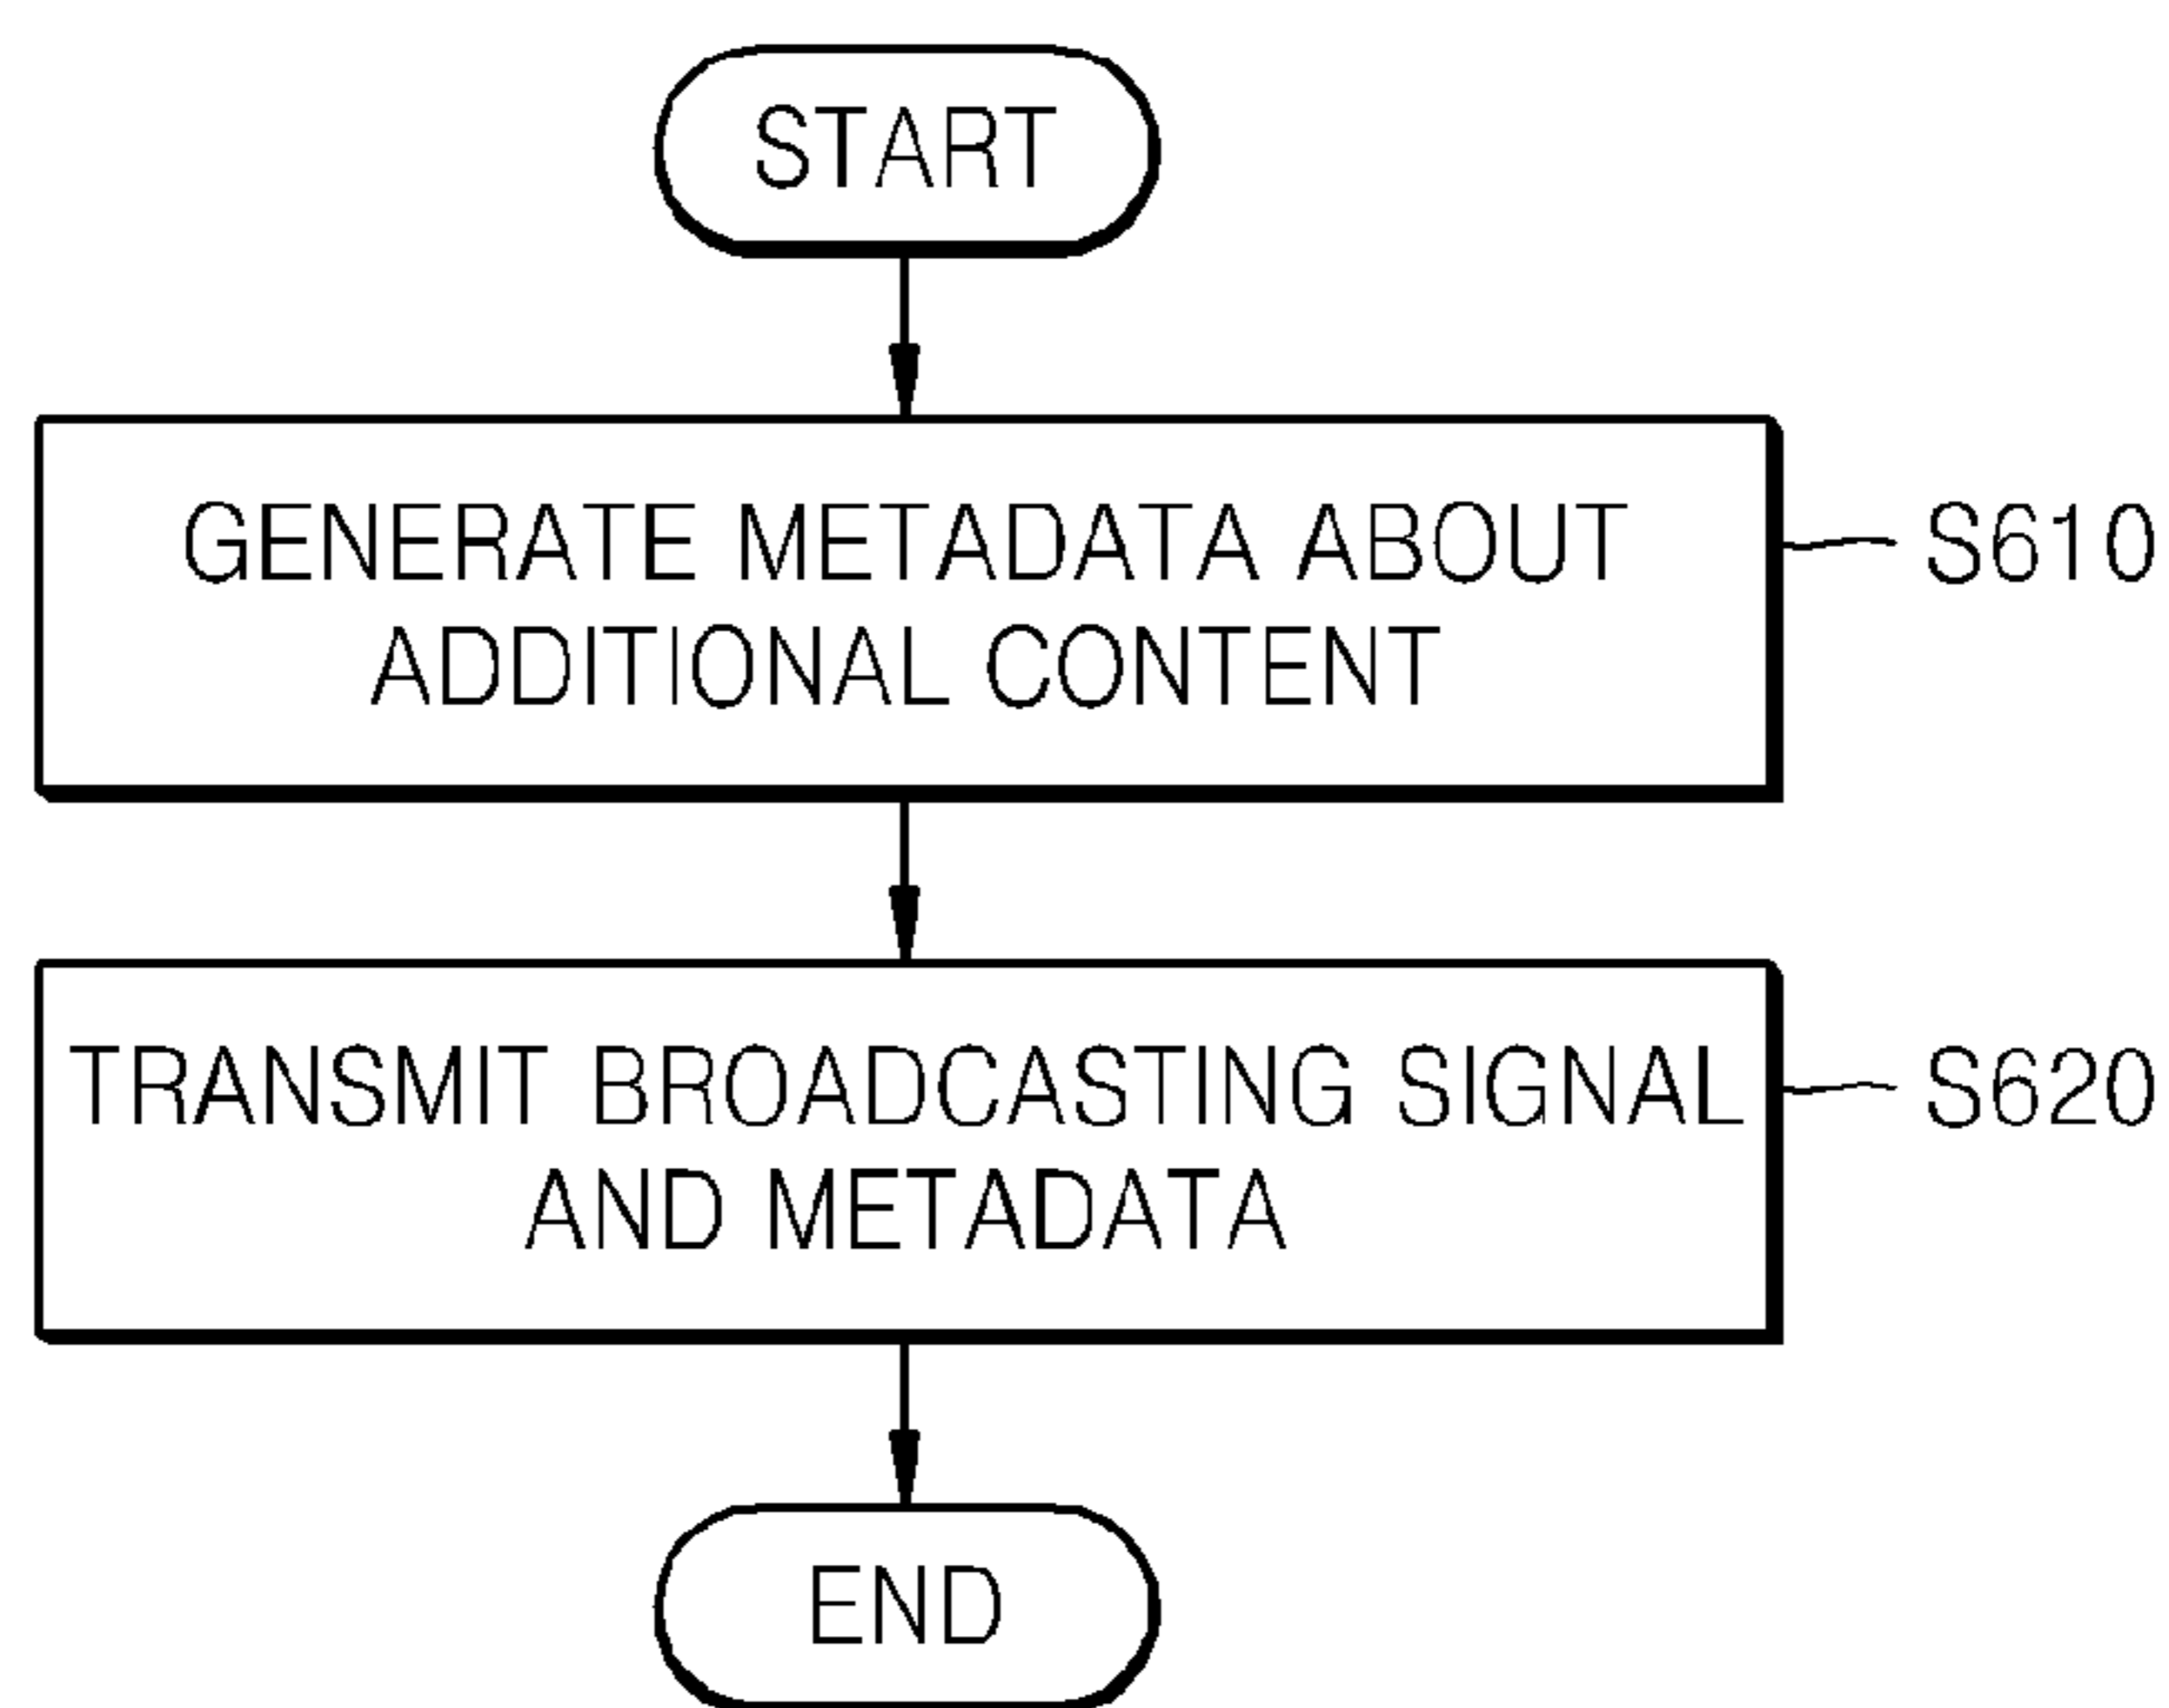 START
GENERATE METADATA ABOUT
ADDITIONAL CONTENT
S610
TRANSMIT BROADCASTING SIGNAL
AND METADATA
S620
END